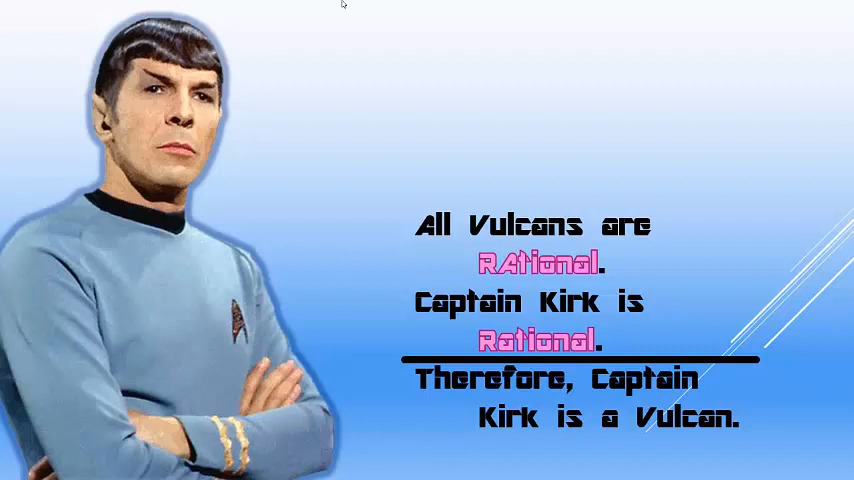 All Vulcans are
RAtional.
Captain Kirk is
Rational.
Therefore, Captain
Kirk is a Vulcan.